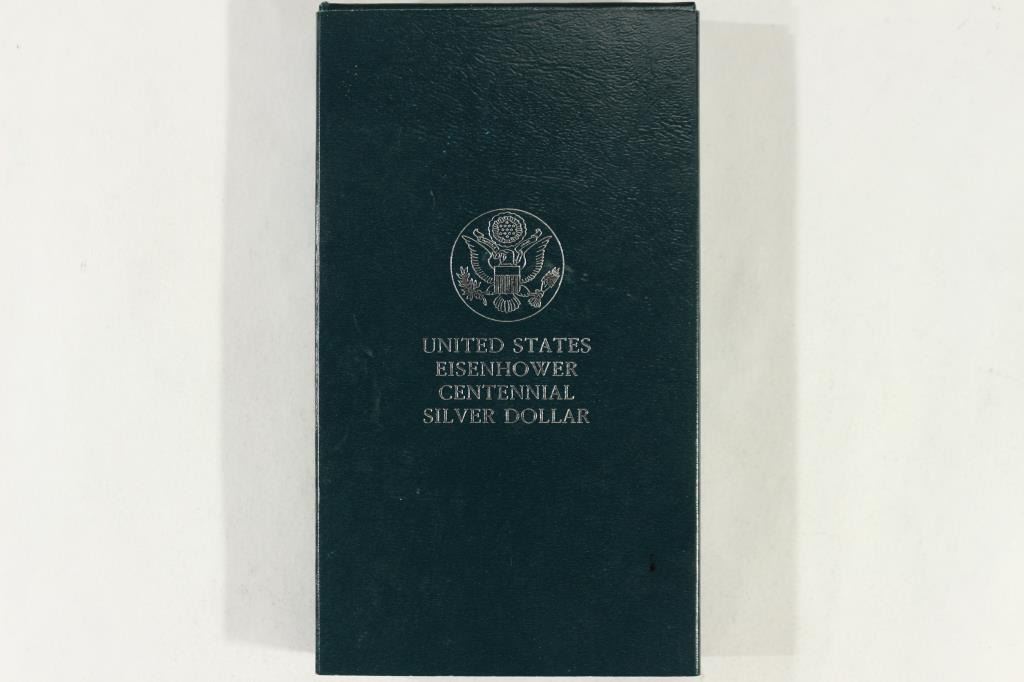 UNITED STATES
EISENHOWER
CENTENNIAL
SILVER DOLLAR